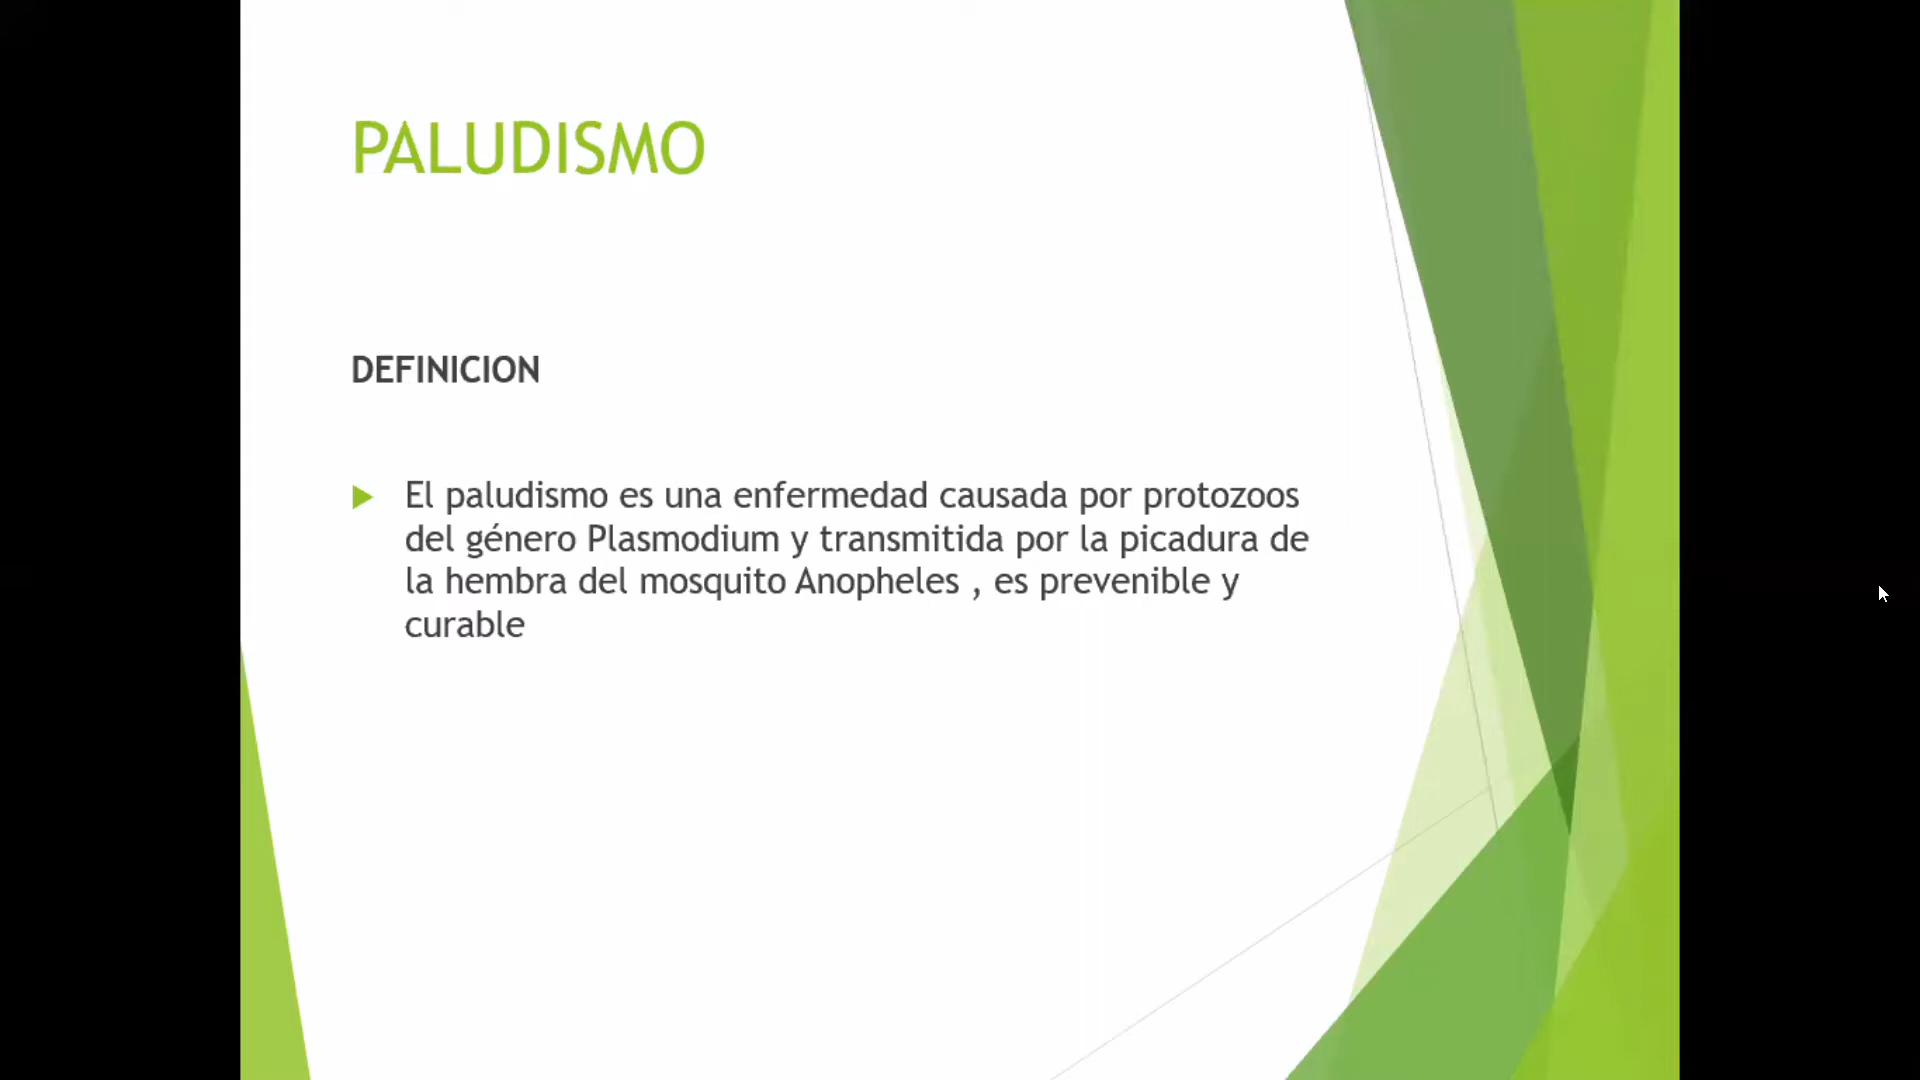 PALUDISMO
DEFINICION
El paludismo es una enfermedad causada por protozoos
del género Plasmodium y transmitida por la picadura de
la hembra del mosquito Anopheles , es prevenible y
curable